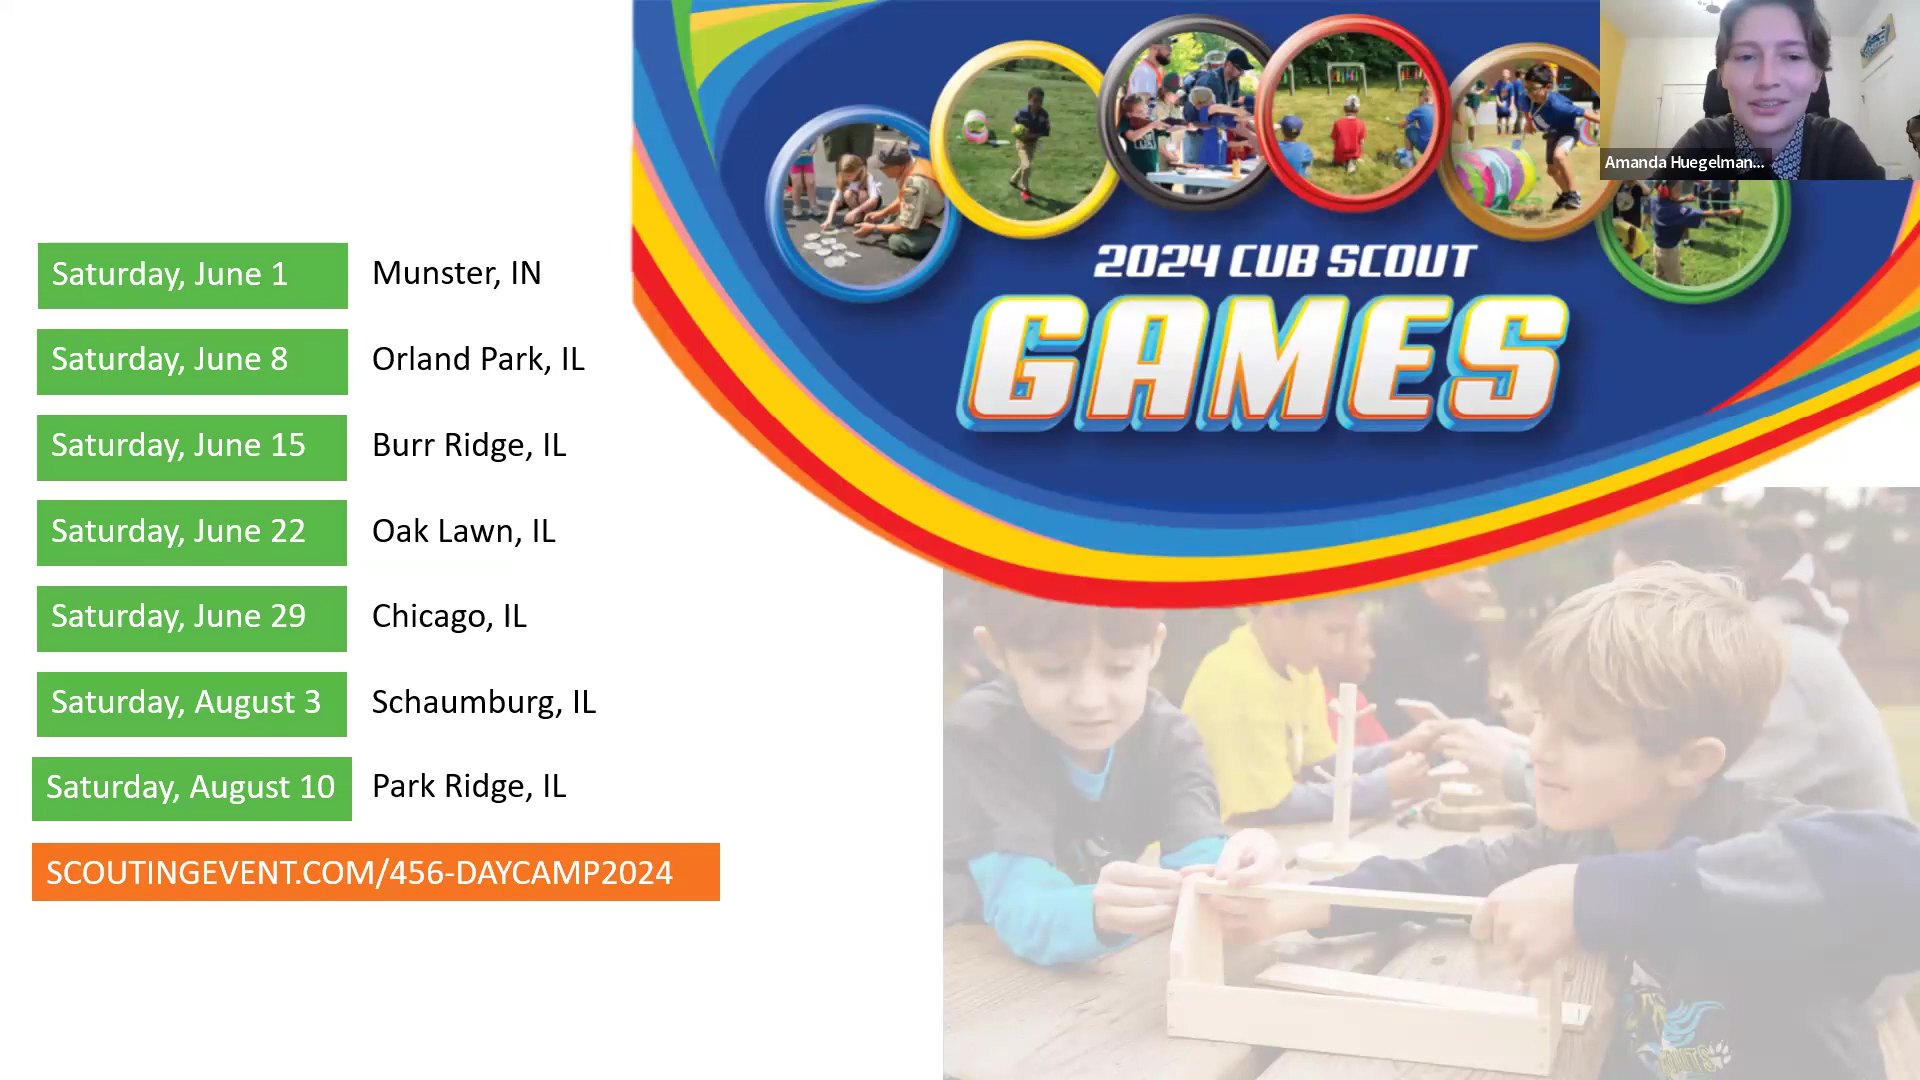 Amanda Huegelman...
2024 CUB SCOUT
GAMES
Saturday, June 1 Munster, IN
Saturday, June 8 Orland Park, IL
Saturday, June 15 Burr Ridge, IL
Saturday, June 22 Oak Lawn, IL
Saturday, June 29 Chicago, IL
Saturday, August 3 Schaumburg, IL
Saturday, August 10 Park Ridge, IL
SCOUTINGEVENT.COM/456-DAYCAMP2024